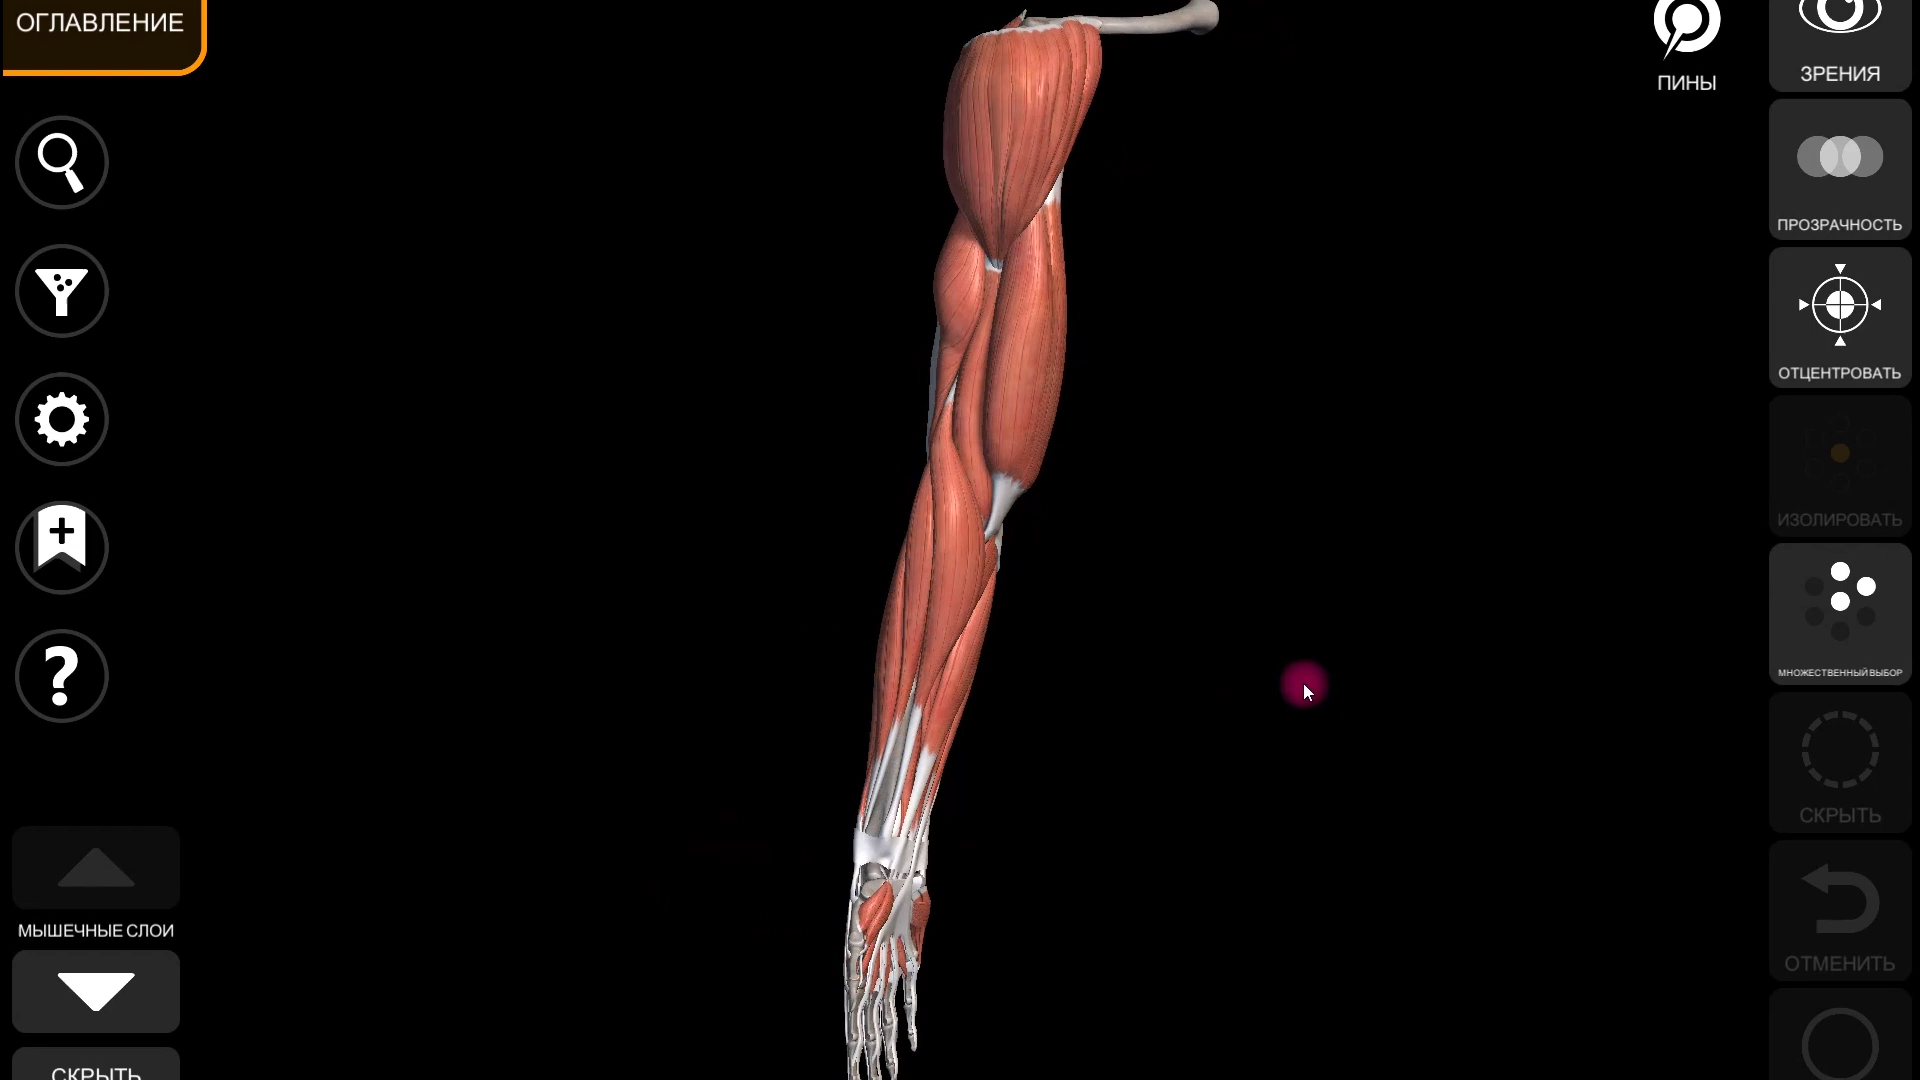 ОГЛАВЛЕНИЕ
ПИНЫ
ЗРЕНИЯ
ПРОЗРАЧНОСТЬ
ОТЦЕНТРОВАТЬ
ИЗОЛИРОВАТЬ
МНОЖЕСТВЕННЫЙ ВЫБОР
СКРЫТЬ
ОТМЕНИТЬ
МЫШЕЧНЫЕ СЛОИ
СКРЫТЬ